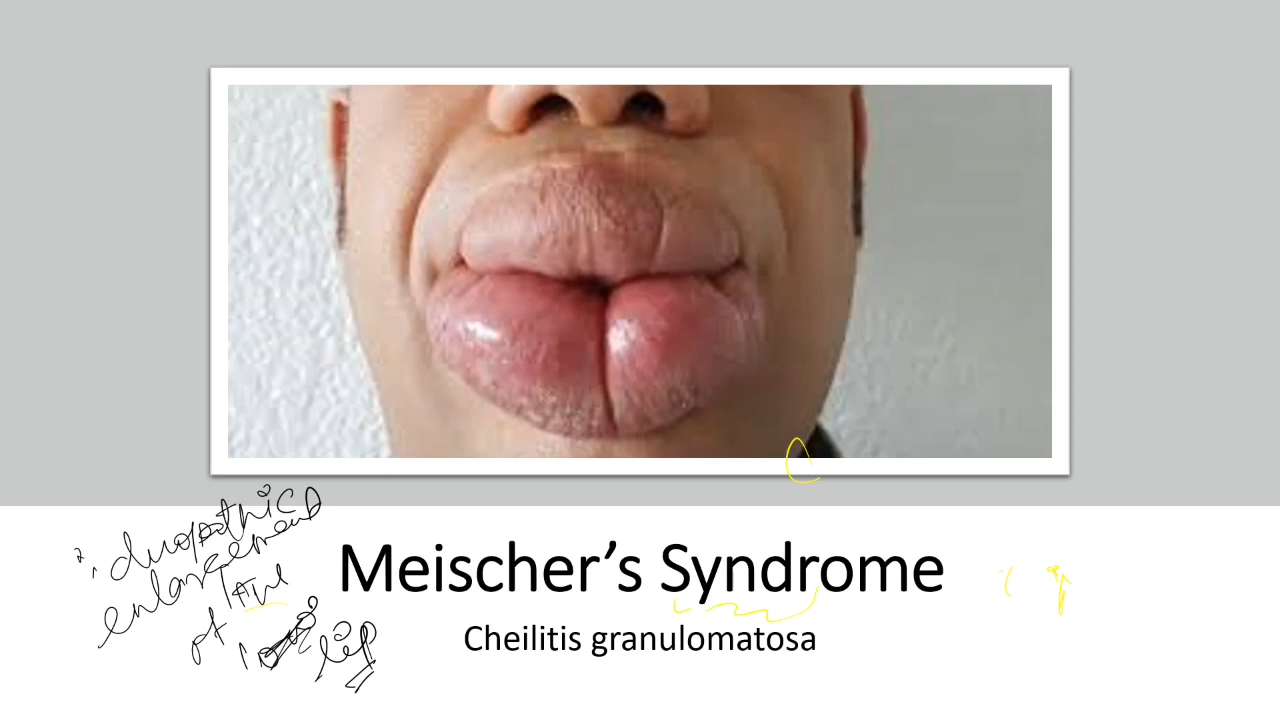 Meischer's Syndrome
Cheilitis granulomatosa
idiopathic
enlargement
of the
lip